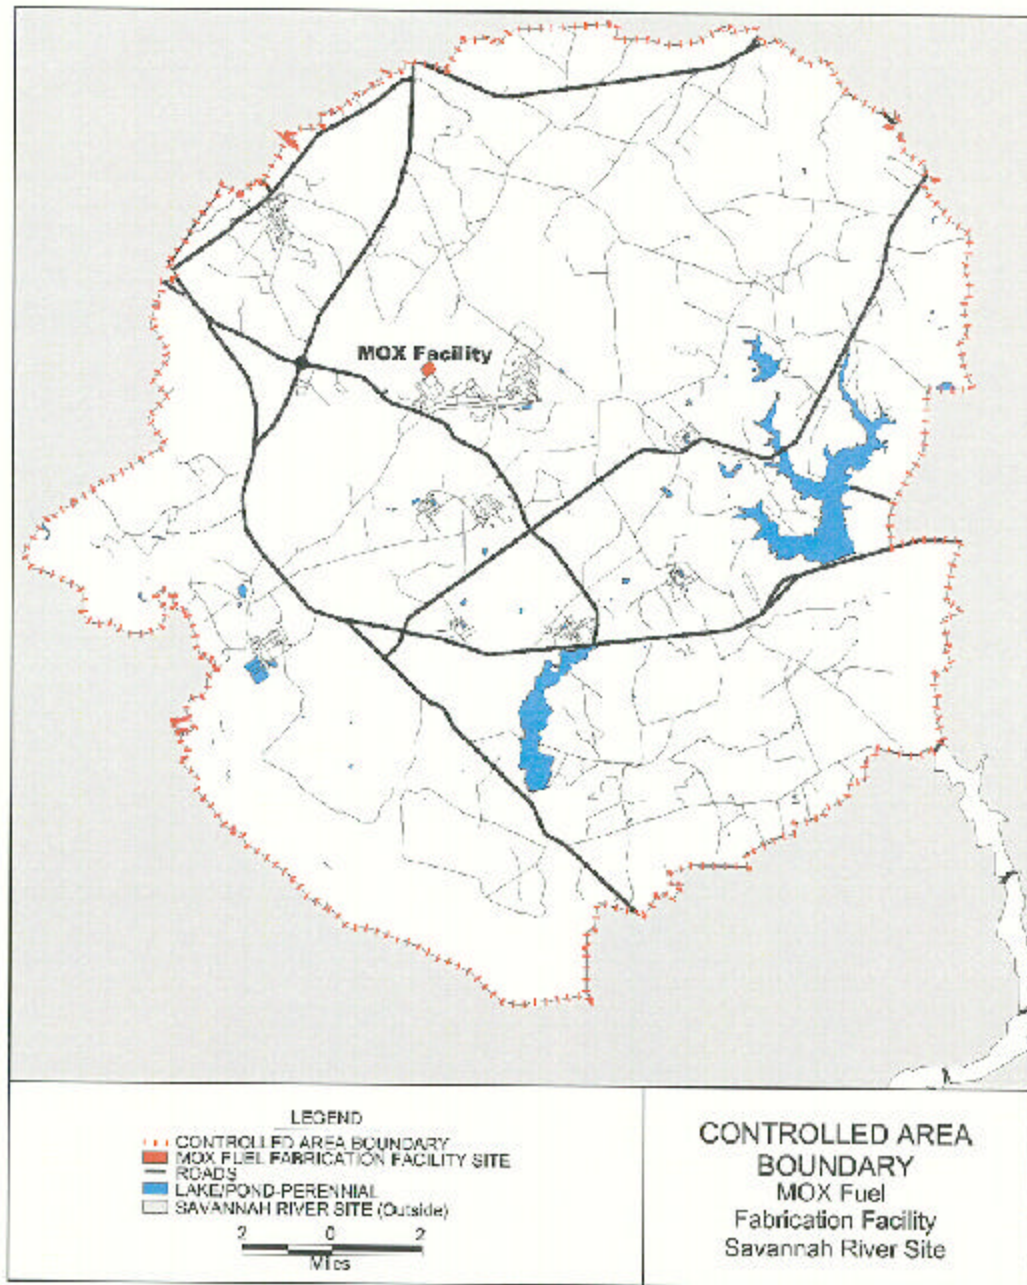 MOX Facility
LEGEND
CONTROLLED AREA BOUNDARY
MOX FUEL FABRICATION FACILITY SITE
ROADS
LAKE/POND-PERENNIAL
SAVANNAH RIVER SITE (Outside)
2 0 2
Miles
CONTROLLED AREA
BOUNDARY
MOX Fuel
Fabrication Facility
Savannah River Site